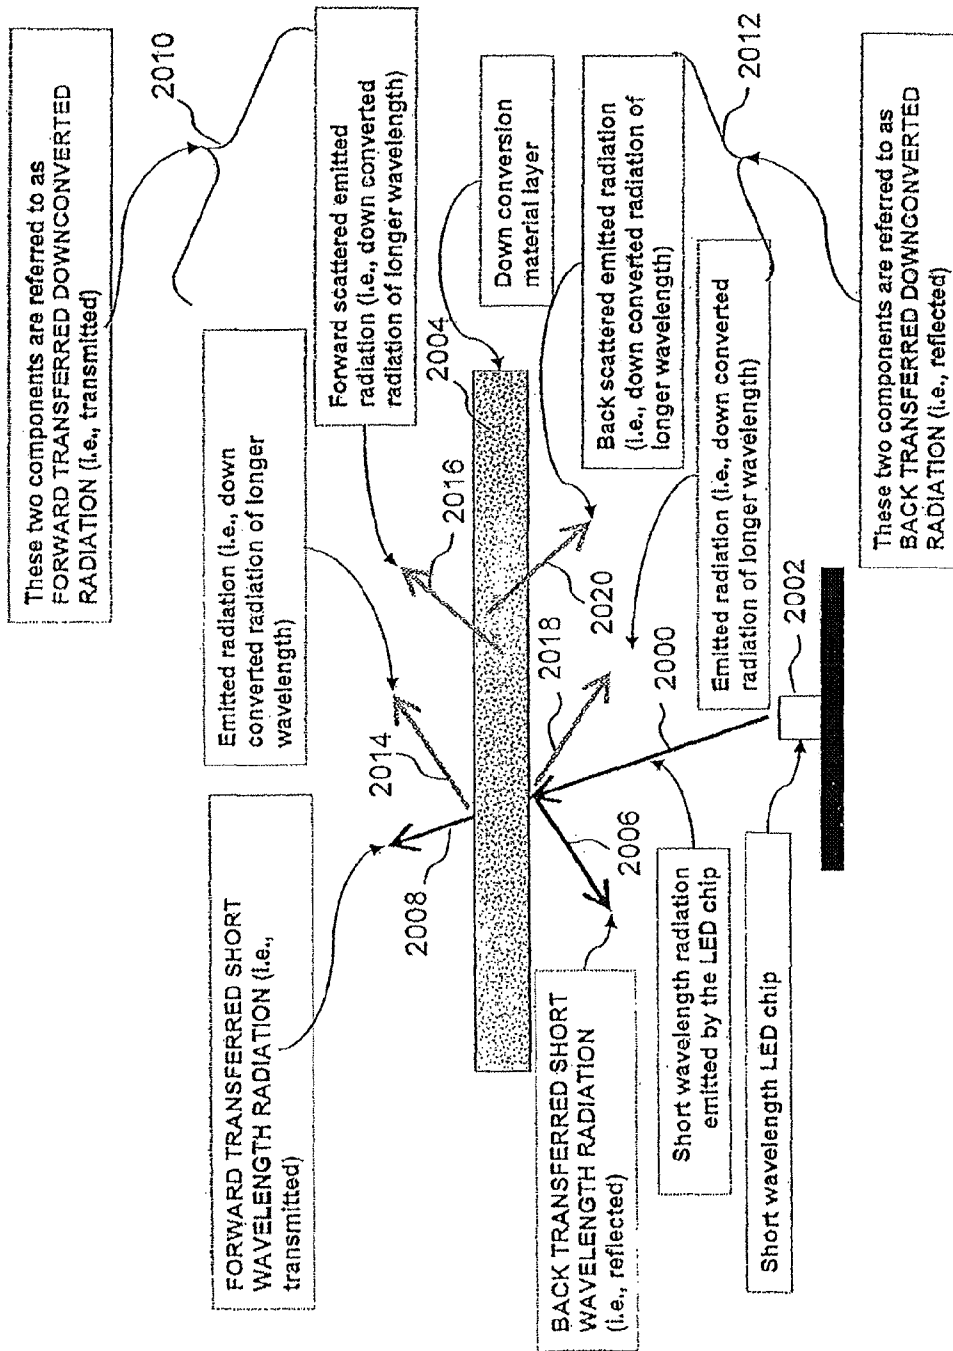 These two components are referred to as
FORWARD TRANSFERRED DOWNCONVERTED
RADIATION (i.e., transmitted)
2010
Emitted radiation (i.e., down
converted radiation of longer
wavelength)
Forward scattered emitted
radiation (i.e., down converted
radiation of longer wavelength)
FORWARD TRANSFERRED SHORT
WAVELENGTH RADIATION (i.e.,
transmitted)
2008
2014
2016
2004
Down conversion
material layer
BACK TRANSFERRED SHORT
WAVELENGTH RADIATION
(i.e., reflected)
2006
2018
2020
Back scattered emitted radiation
(i.e., down converted radiation of
longer wavelength)
2012
Short wavelength radiation
emitted by the LED chip
2000
Emitted radiation (i.e., down converted
radiation of longer wavelength)
Short wavelength LED chip
2002
These two components are referred to as
BACK TRANSFERRED DOWNCONVERTED
RADIATION (i.e., reflected)